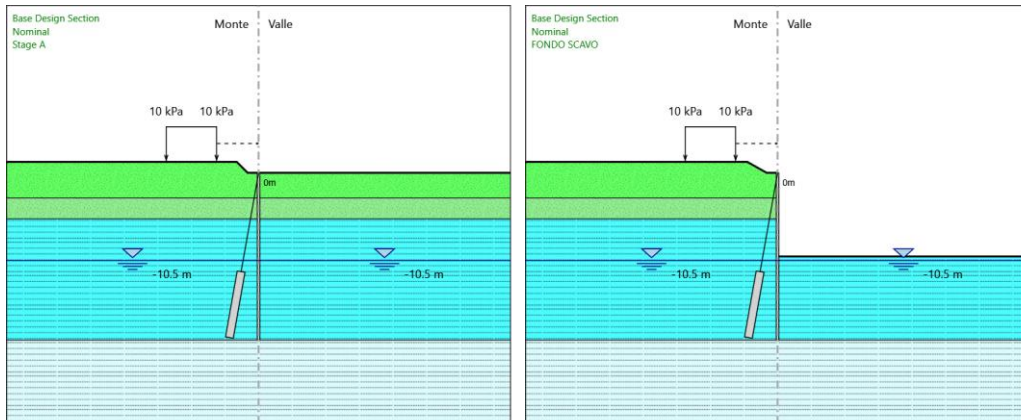 Base Design Section
Nominal
Stage A
Monte Valle
10 kPa 10 kPa
0m
-10.5 m -10.5 m
Base Design Section
Nominal
FONDO SCAVO
Monte Valle
10 kPa 10 kPa
0m
-10.5 m -10.5 m